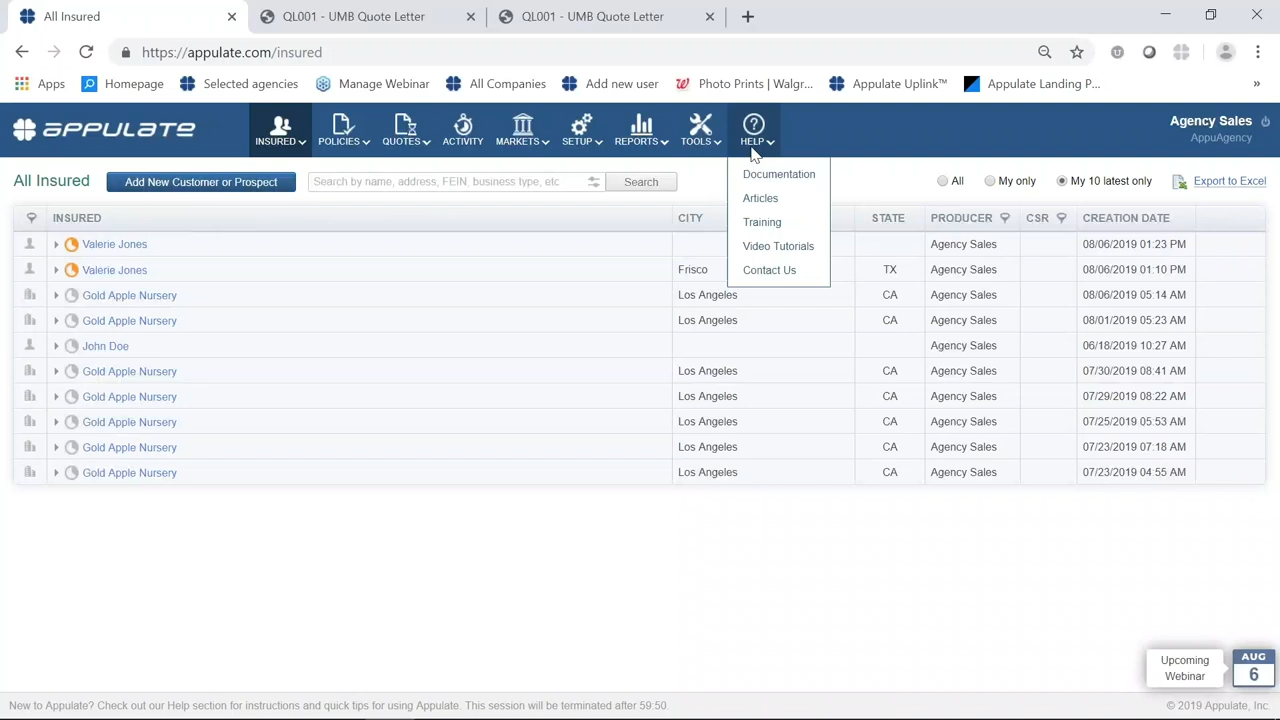 All Insured
QL001 - UMB Quote Letter
QL001 - UMB Quote Letter
https://appulate.com/insured
Apps
Homepage
Selected agencies
Manage Webinar
All Companies
Add new user
Photo Prints | Walgr...
Appulate Uplink™
Appulate Landing P...
»
APPULATE
INSURED
POLICIES
QUOTES
ACTIVITY
MARKETS
SETUP
REPORTS
TOOLS
HELP
Agency Sales
AppuAgency
All Insured
Add New Customer or Prospect
Search by name, address, FEIN, business type, etc
Search
Documentation
Articles
Training
Video Tutorials
Contact Us
All
My only
My 10 latest only
Export to Excel
INSURED CITY STATE PRODUCER CSR CREATION DATE
Valerie Jones Agency Sales 08/06/2019 01:23 PM
Valerie Jones Frisco TX Agency Sales 08/06/2019 01:10 PM
Gold Apple Nursery Los Angeles CA Agency Sales 08/06/2019 05:14 AM
Gold Apple Nursery Los Angeles CA Agency Sales 08/01/2019 05:23 AM
John Doe Agency Sales 06/18/2019 10:27 AM
Gold Apple Nursery Los Angeles CA Agency Sales 07/30/2019 08:41 AM
Gold Apple Nursery Los Angeles CA Agency Sales 07/29/2019 08:22 AM
Gold Apple Nursery Los Angeles CA Agency Sales 07/25/2019 05:53 AM
Gold Apple Nursery Los Angeles CA Agency Sales 07/23/2019 07:18 AM
Gold Apple Nursery Los Angeles CA Agency Sales 07/23/2019 04:55 AM
Upcoming
Webinar
AUG
6
New to Appulate? Check out our Help section for instructions and quick tips for using Appulate. This session will be terminated after 59:50.
© 2019 Appulate, Inc.